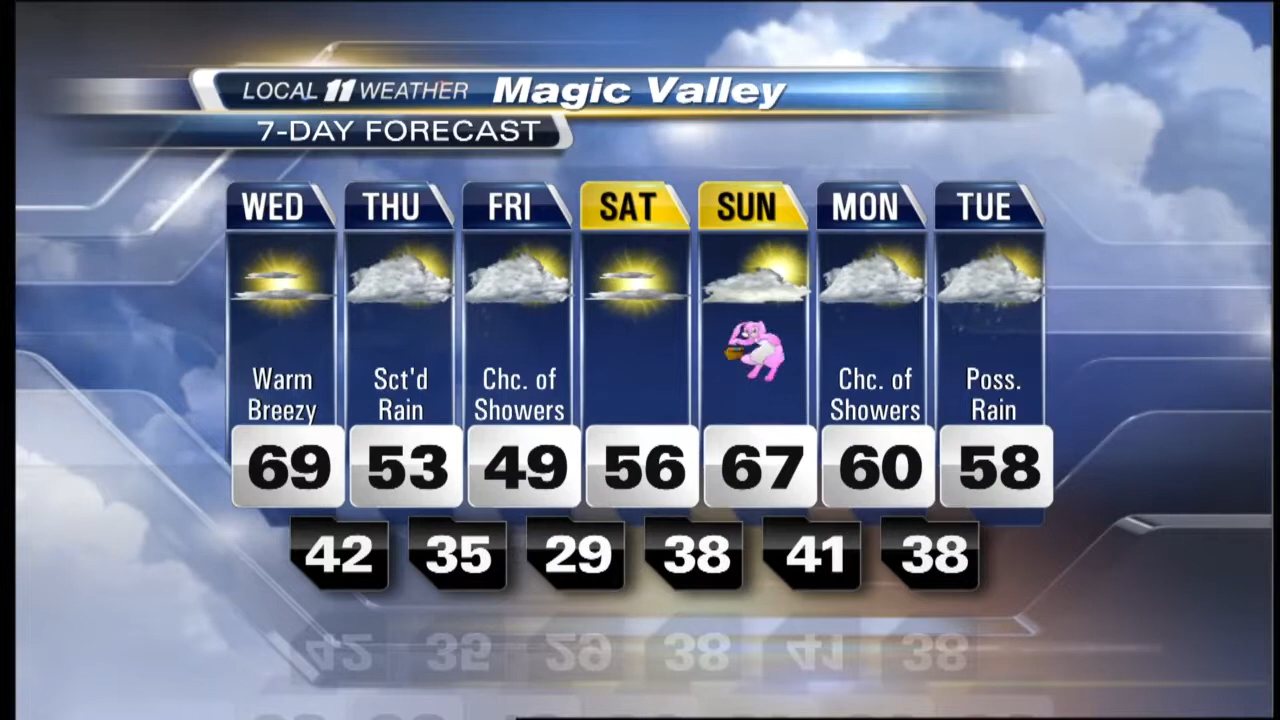 LOCAL 11 WEATHER Magic Valley
7-DAY FORECAST
WED THU FRI SAT SUN MON TUE
Warm Sct'd Chc. of Chc. of Poss.
Breezy Rain Showers Showers Rain
69 53 49 56 67 60 58
42 35 29 38 41 38